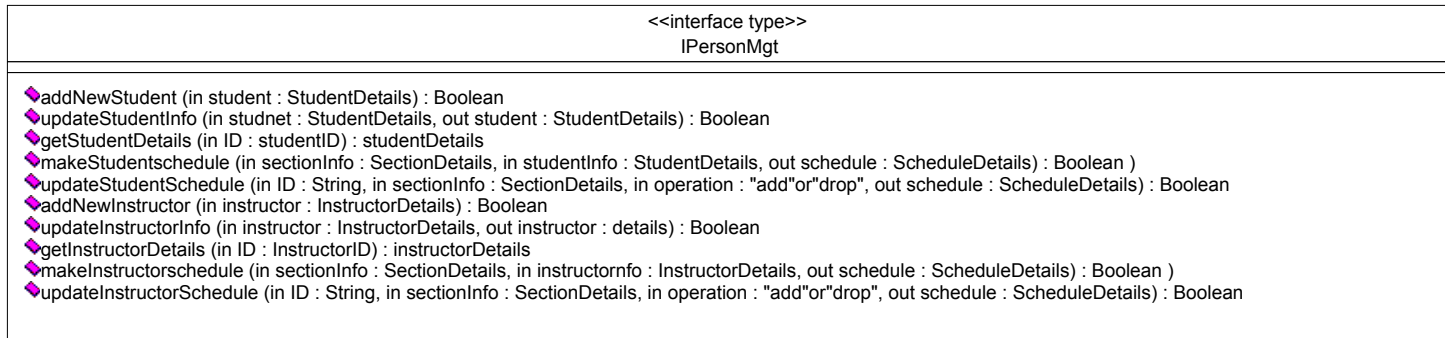 <<interface type>>
IPersonMgt
addNewStudent (in student : StudentDetails) : Boolean
updateStudentInfo (in studnet : StudentDetails, out student : StudentDetails) : Boolean
getStudentDetails (in ID : studentID) : studentDetails
makeStudentschedule (in sectionInfo : SectionDetails, in studentInfo : StudentDetails, out schedule : ScheduleDetails) : Boolean )
updateStudentSchedule (in ID : String, in sectionInfo : SectionDetails, in operation : "add"or"drop", out schedule : ScheduleDetails) : Boolean
addNewInstructor (in instructor : InstructorDetails) : Boolean
updateInstructorInfo (in instructor : InstructorDetails, out instructor : details) : Boolean
getInstructorDetails (in ID : InstructorID) : instructorDetails
makeInstructorschedule (in sectionInfo : SectionDetails, in instructornfo : InstructorDetails, out schedule : ScheduleDetails) : Boolean )
updateInstructorSchedule (in ID : String, in sectionInfo : SectionDetails, in operation : "add"or"drop", out schedule : ScheduleDetails) : Boolean